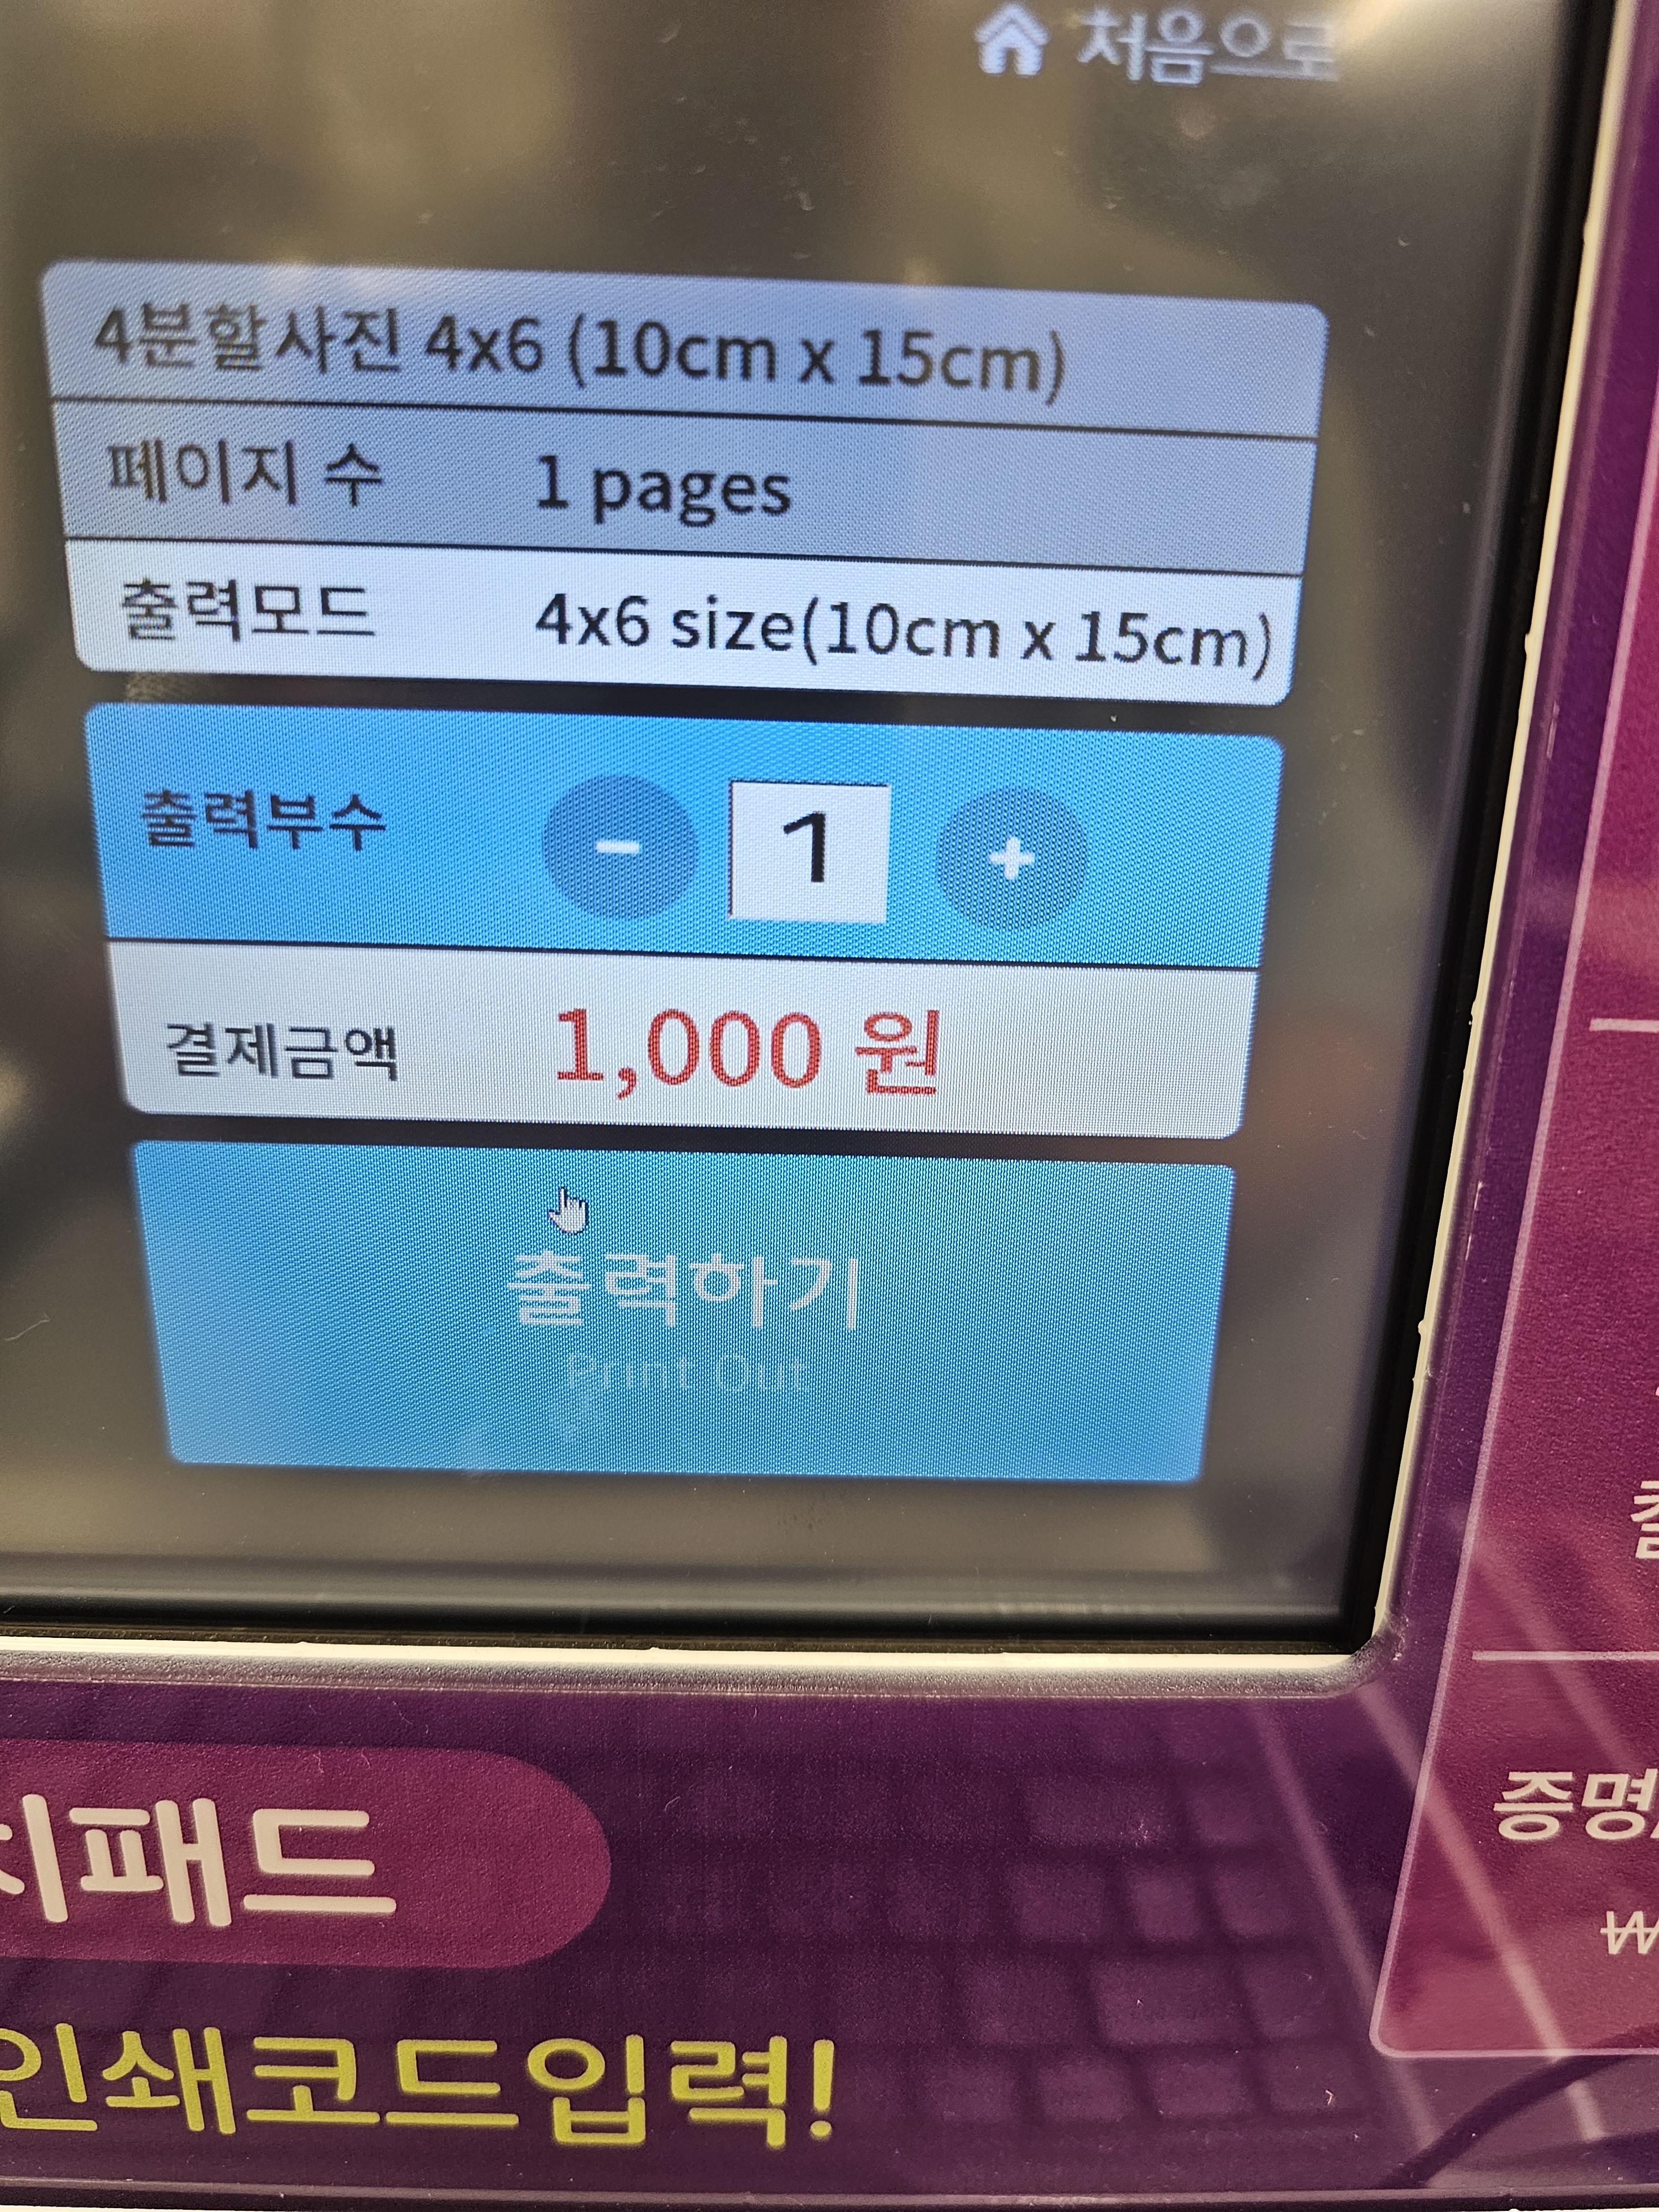 처음으로
4분할사진 4x6 (10cm x 15cm)
페이지 수 1 pages
출력모드 4x6 size(10cm x 15cm)
출력부수 - 1 +
결제금액 1,000 원
출력하기
Print Out
증명
₩
치패드
인쇄코드입력!